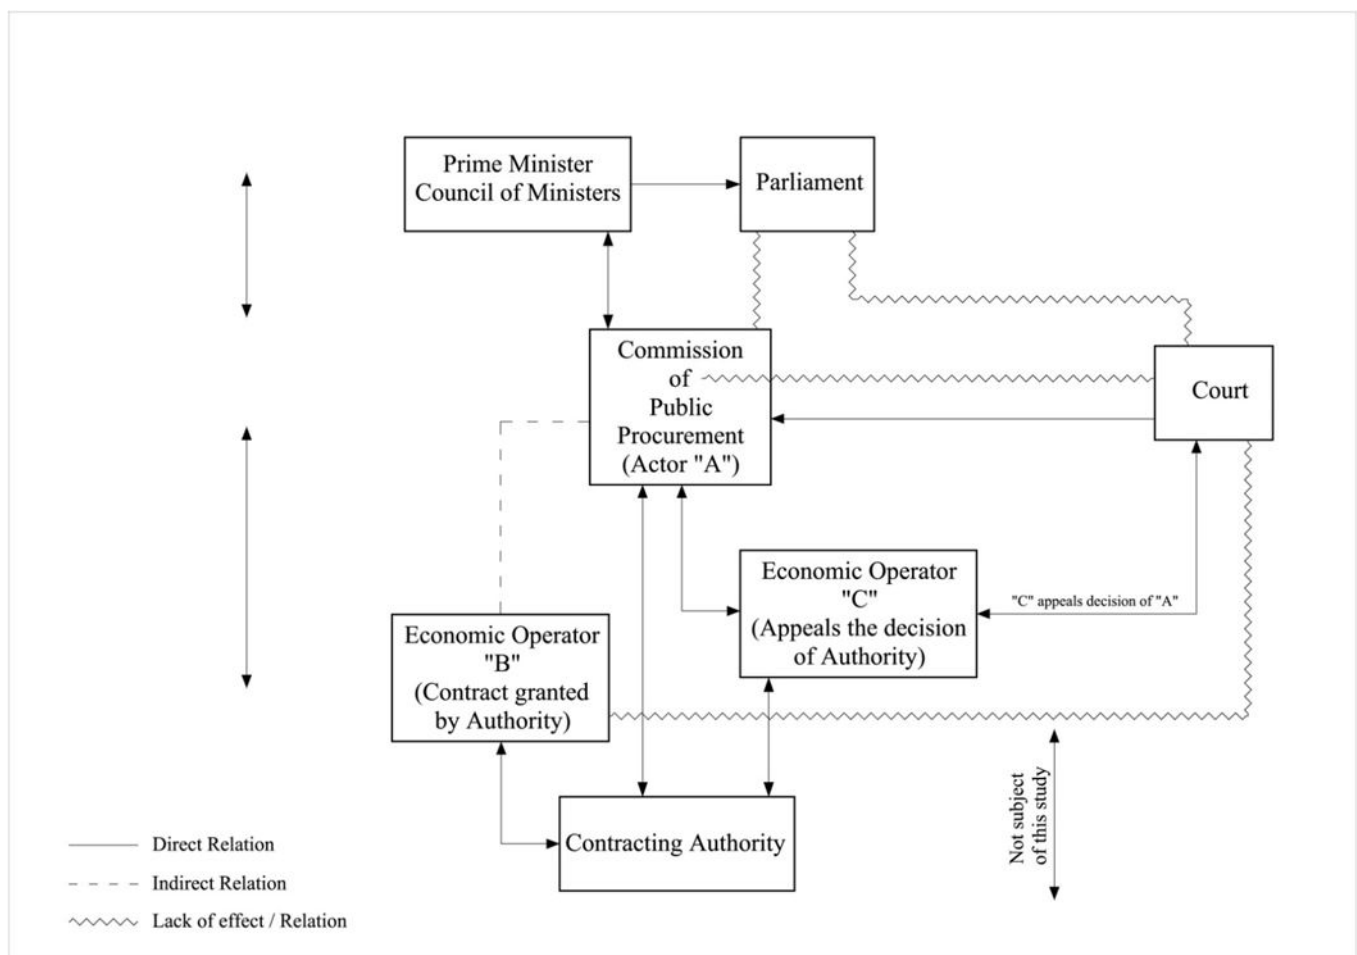 Prime Minister
Council of Ministers
Parliament
Commission
of
Public
Procurement
(Actor "A")
Court
Economic Operator
"C"
(Appeals the decision
of Authority)
"C" appeals decision of "A"
Economic Operator
"B"
(Contract granted
by Authority)
Contracting Authority
Not subject
of this study
Direct Relation
Indirect Relation
Lack of effect / Relation